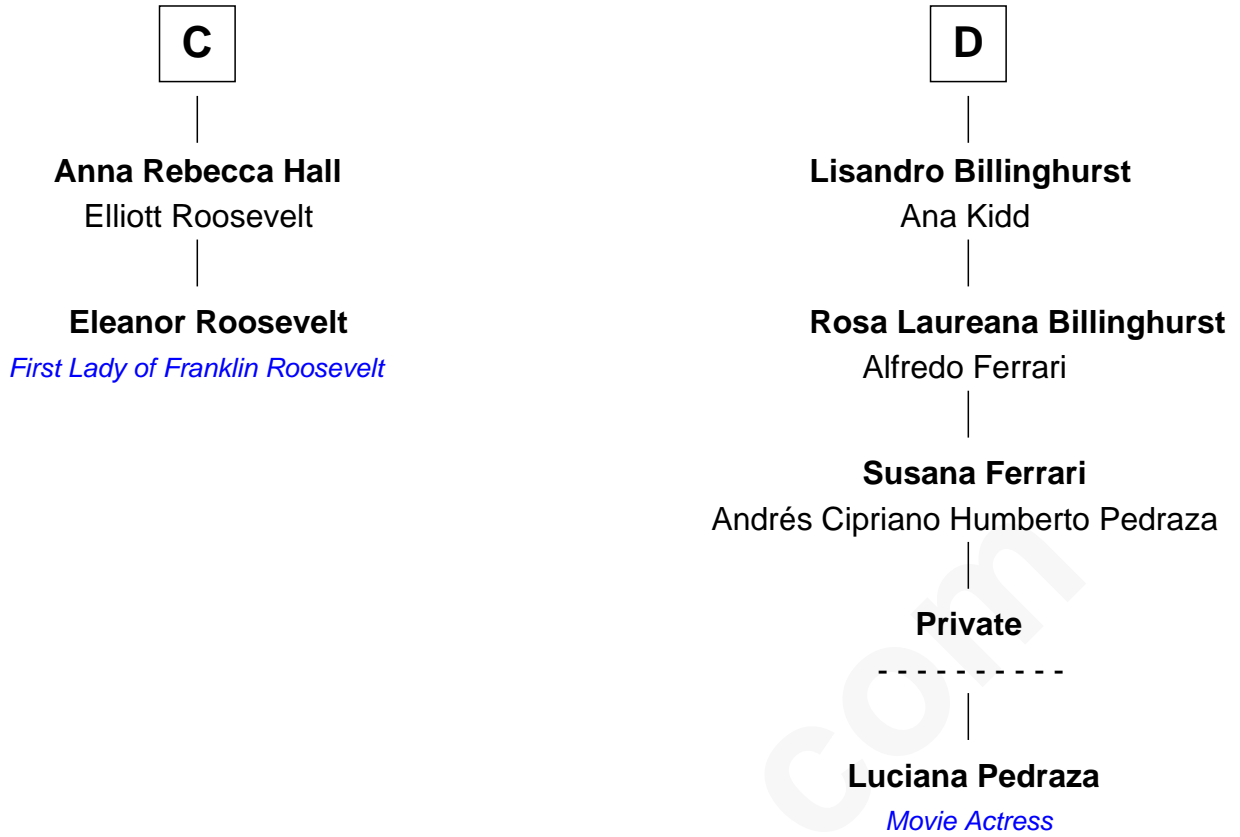 C
Anna Rebecca Hall
Elliott Roosevelt
Eleanor Roosevelt
First Lady of Franklin Roosevelt
D
Lisandro Billinghurst
Ana Kidd
Rosa Laureana Billinghurst
Alfredo Ferrari
Susana Ferrari
Andrés Cipriano Humberto Pedraza
Private
- - - - - - - - - -
Luciana Pedraza
Movie Actress
com